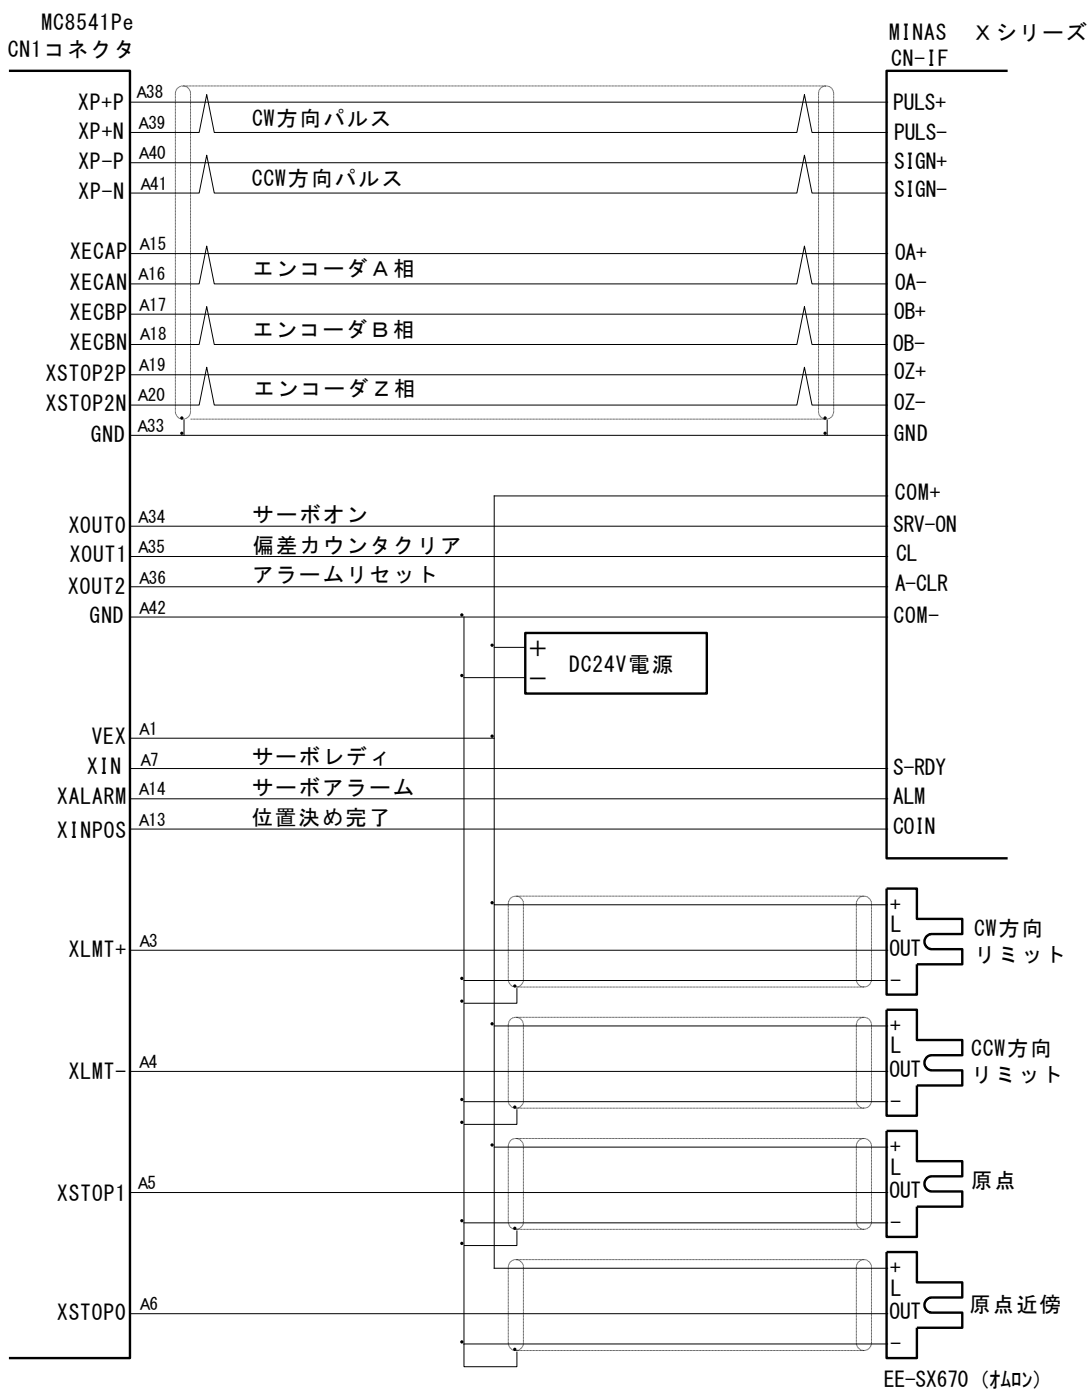 MC8541Pe
CN1コネクタ
MINAS Xシリーズ
CN-IF
XP+P A38 PULS+
XP+N A39 CW方向パルス PULS-
XP-P A40 SIGN+
XP-N A41 CCW方向パルス SIGN-
XECAP A15 OA+
XECAN A16 エンコーダA相 OA-
XECBP A17 OB+
XECBN A18 エンコーダB相 OB-
XSTOP2P A19 OZ+
XSTOP2N A20 エンコーダZ相 OZ-
GND A33 GND
COM+
XOUT0 A34 サーボオン SRV-ON
XOUT1 A35 偏差カウンタクリア CL
XOUT2 A36 アラームリセット A-CLR
GND A42 COM-
+
DC24V電源
-
VEX A1
XIN A7 サーボレディ S-RDY
XALARM A14 サーボアラーム ALM
XINPOS A13 位置決め完了 COIN
+
L
XLMT+ A3 OUT
-
CW方向
リミット
+
L
XLMT- A4 OUT
-
CCW方向
リミット
+
L
XSTOP1 A5 OUT 原点
-
+
L
XSTOP0 A6 OUT 原点近傍
-
EE-SX670 (ｵﾑﾛﾝ)